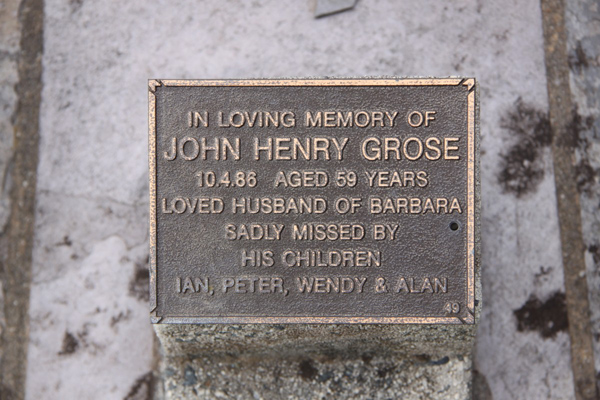 IN LOVING MEMORY OF
JOHN HENRY GROSE
10.4.86 AGED 59 YEARS
LOVED HUSBAND OF BARBARA
SADLY MISSED BY
HIS CHILDREN
IAN, PETER, WENDY & ALAN
49